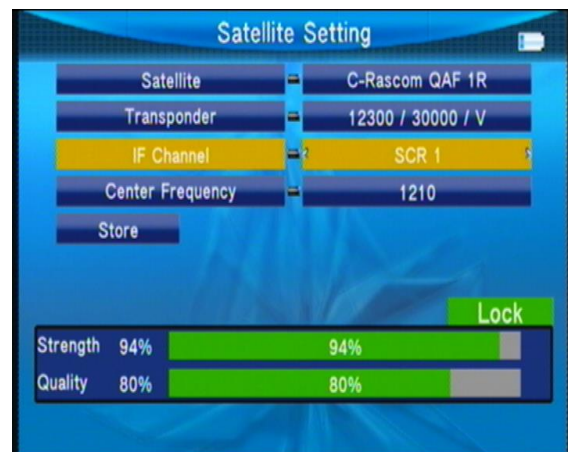 Satellite Setting
Satellite C-Rascom QAF 1R
Transponder 12300 / 30000 / V
IF Channel SCR 1
Center Frequency 1210
Store
Lock
Strength 94% 94%
Quality 80% 80%